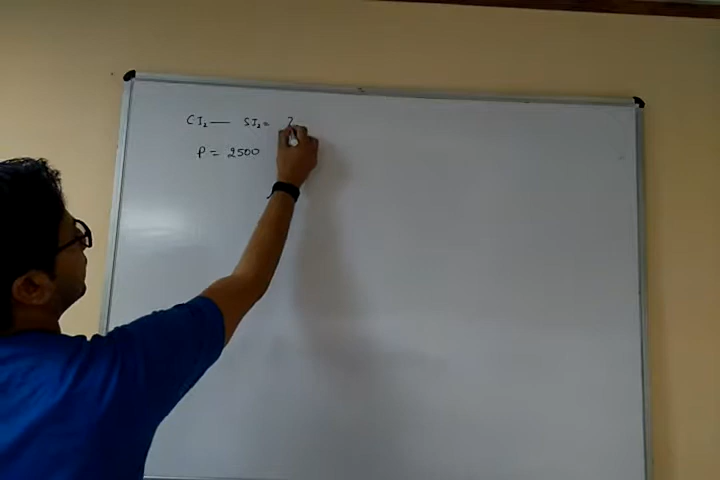 CI₂ — SI₂ = ?
P = 2500